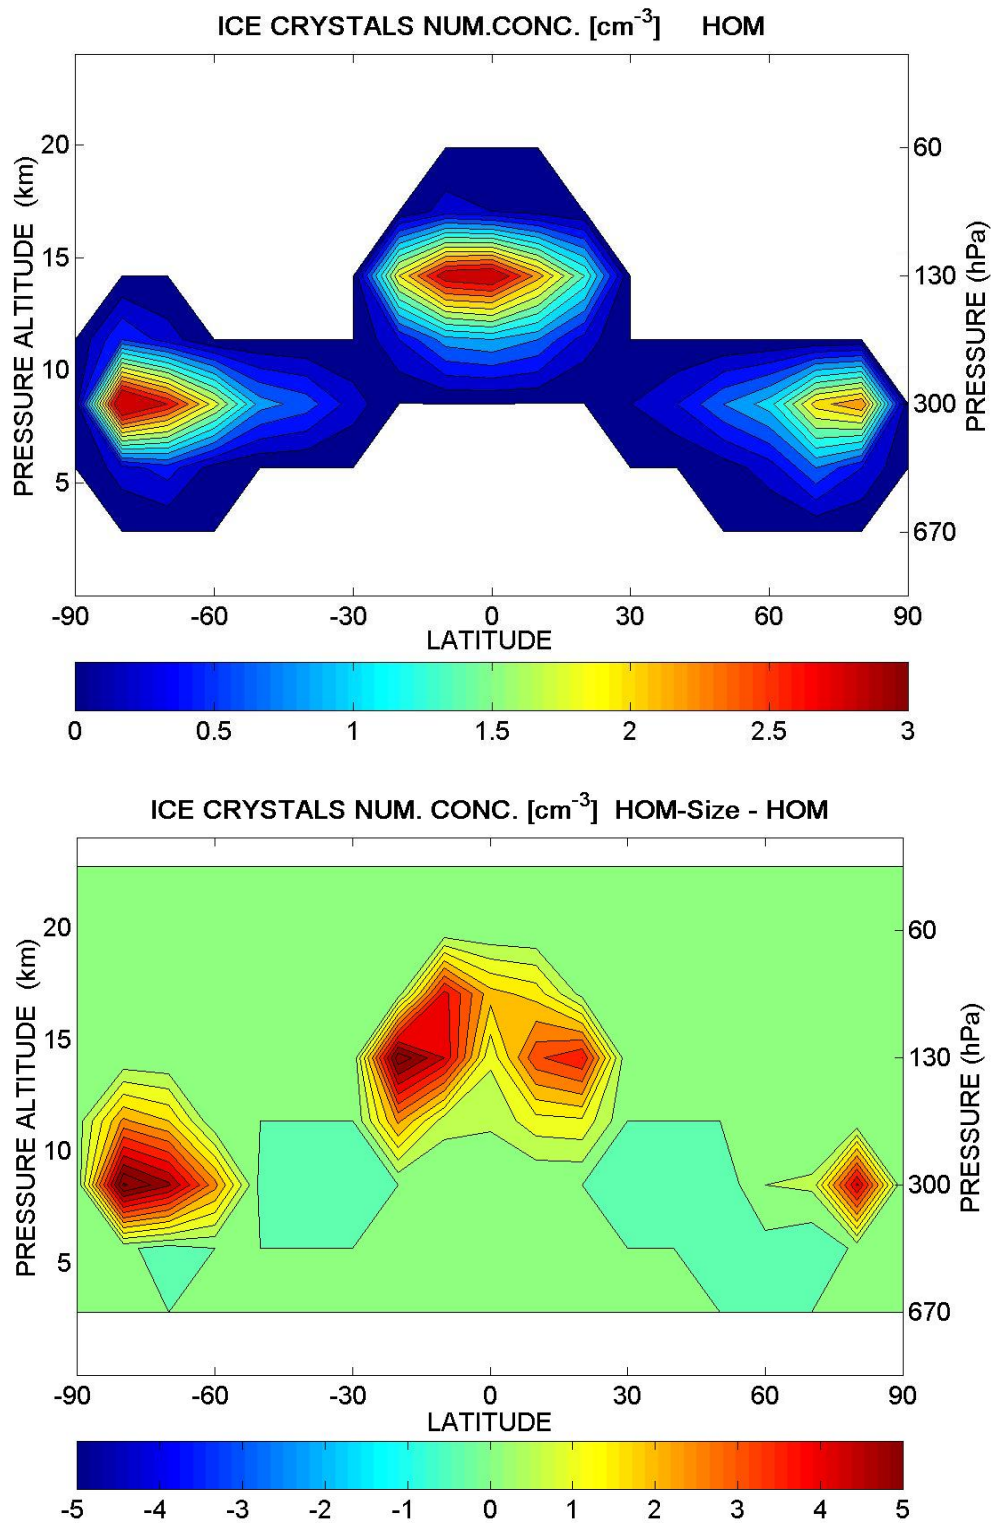 ICE CRYSTALS NUM.CONC. [cm-3] HOM
PRESSURE ALTITUDE (km)
20
15
10
5
60
130
300
670
PRESSURE (hPa)
-90 -60 -30 0 30 60 90
LATITUDE
0 0.5 1 1.5 2 2.5 3
ICE CRYSTALS NUM. CONC. [cm-3] HOM-Size - HOM
PRESSURE ALTITUDE (km)
20
15
10
5
60
130
300
670
PRESSURE (hPa)
-90 -60 -30 0 30 60 90
LATITUDE
-5 -4 -3 -2 -1 0 1 2 3 4 5